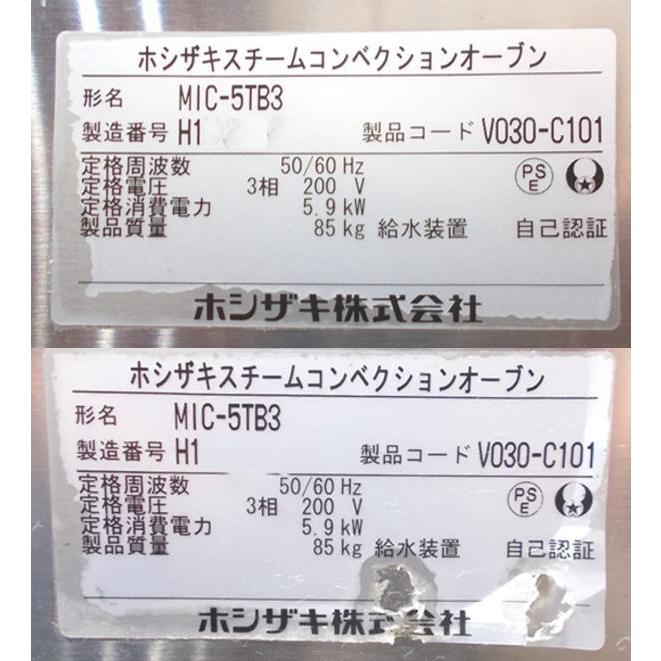 ホシザキスチームコンベクションオーブン
形名 MIC-5TB3
製造番号 H1 製品コード V030-C101
定格周波数 50/60 Hz PSE
定格電圧 3相 200 V
定格消費電力 5.9 kW
製品質量 85 kg 給水装置 自己認証
ホシザキ株式会社
ホシザキスチームコンベクションオーブン
形名 MIC-5TB3
製造番号 H1 製品コード V030-C101
定格周波数 50/60 Hz PSE
定格電圧 3相 200 V
定格消費電力 5.9 kW
製品質量 85 kg 給水装置 自己認証
ホシザキ株式会社